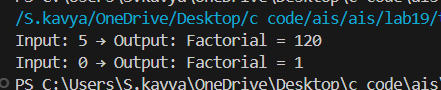 /S.kavya/OneDrive/Desktop/c code/ais/ais/lab19/
Input: 5 → Output: Factorial = 120
Input: 0 → Output: Factorial = 1
PS C:\Users\S.kavya\OneDrive\Desktop\c code\ais\